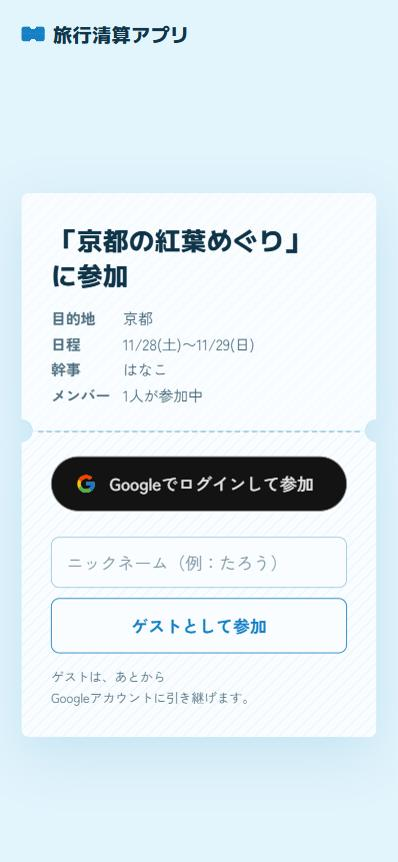 旅行清算アプリ
「京都の紅葉めぐり」
に参加
目的地 京都
日程 11/28(土)〜11/29(日)
幹事 はなこ
メンバー 1人が参加中
Googleでログインして参加
ニックネーム（例：たろう）
ゲストとして参加
ゲストは、あとから
Googleアカウントに引き継げます。